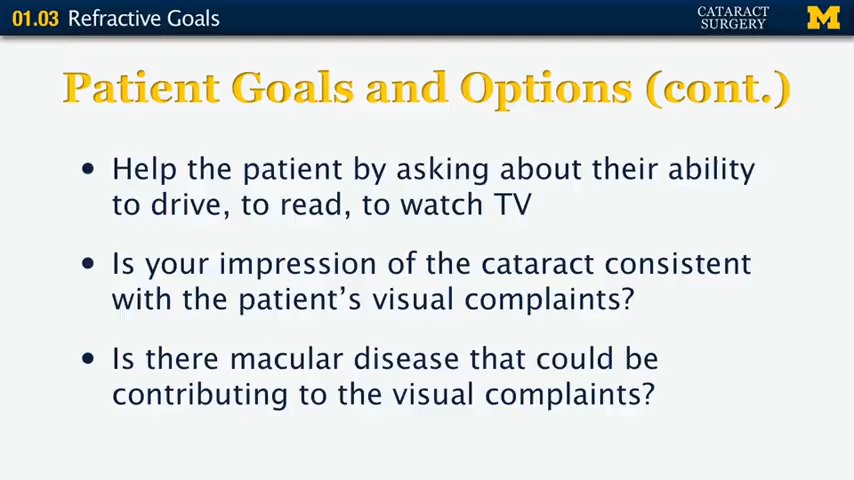 01.03 Refractive Goals
CATARACT
SURGERY
M
Patient Goals and Options (cont.)
• Help the patient by asking about their ability
to drive, to read, to watch TV
• Is your impression of the cataract consistent
with the patient's visual complaints?
• Is there macular disease that could be
contributing to the visual complaints?